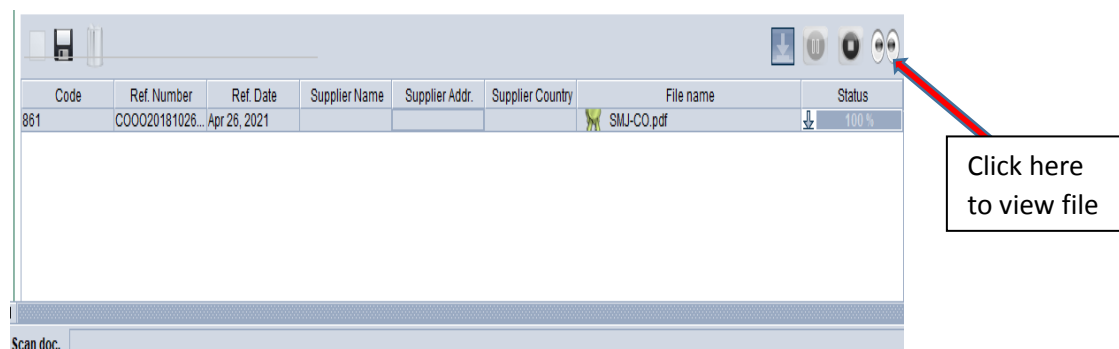 Code Ref. Number Ref. Date Supplier Name Supplier Addr. Supplier Country File name Status
861 COOO20181026... Apr 26, 2021 SMJ-CO.pdf 100 %
Click here
to view file
Scan doc.